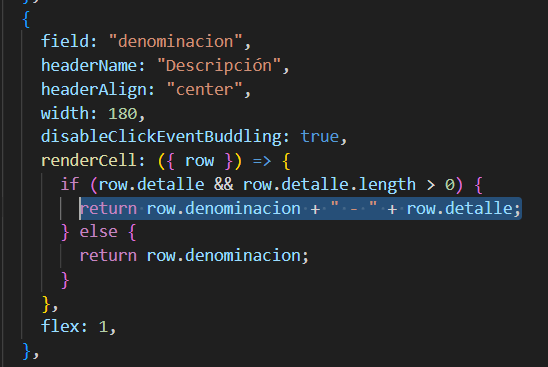 },
{
field: "denominacion",
headerName: "Descripción",
headerAlign: "center",
width: 180,
disableClickEventBuddling: true,
renderCell: ({ row }) => {
if (row.detalle && row.detalle.length > 0) {
return row.denominacion + " - " + row.detalle;
} else {
return row.denominacion;
}
},
flex: 1,
},